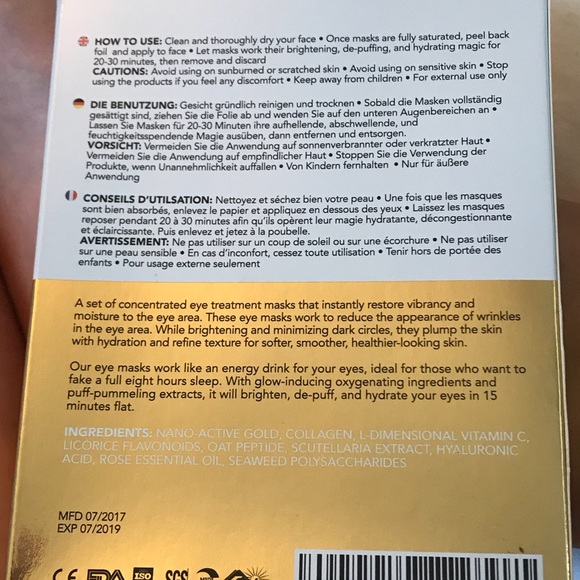 HOW TO USE: Clean and thoroughly dry your face • Once masks are fully saturated, peel back
foil and apply to face • Let masks work their brightening, de-puffing, and hydrating magic for
20-30 minutes, then remove and discard
CAUTIONS: Avoid using on sunburned or scratched skin • Avoid using on sensitive skin • Stop
using the products if you feel any discomfort • Keep away from children • For external use only
DIE BENUTZUNG: Gesicht gründlich reinigen und trocknen • Sobald die Masken vollständig
gesättigt sind, ziehen Sie die Folie ab und wenden Sie auf den unteren Augenbereichen an •
Lassen Sie Masken für 20-30 Minuten ihre aufhellende, abschwellende, und
feuchtigkeitsspendende Magie ausüben, dann entfernen und entsorgen.
VORSICHT: Vermeiden Sie die Anwendung auf sonnenverbrannter oder verkratzter Haut •
Vermeiden Sie die Anwendung auf empfindlicher Haut • Stoppen Sie die Verwendung der
Produkte, wenn Unannehmlichkeit auffallen • Von Kindern fernhalten • Nur für äußere
Anwendung
CONSEILS D'UTILSATION: Nettoyez et séchez bien votre peau • Une fois que les masques
sont bien absorbés, enlevez le papier et appliquez en dessous des yeux • Laissez les masques
reposer pendant 20 à 30 minutes afin qu'ils opèrent leur magie hydratante, décongestionnante
et éclaircissante. Puis enlevez et jetez à la poubelle.
AVERTISSEMENT: Ne pas utiliser sur un coup de soleil ou sur une écorchure • Ne pas utiliser
sur une peau sensible • En cas d'inconfort, cessez toute utilisation • Tenir hors de portée des
enfants • Pour usage externe seulement
A set of concentrated eye treatment masks that instantly restore vibrancy and
moisture to the eye area. These eye masks work to reduce the appearance of wrinkles
in the eye area. While brightening and minimizing dark circles, they plump the skin
with hydration and refine texture for softer, smoother, healthier-looking skin.
Our eye masks work like an energy drink for your eyes, ideal for those who want to
fake a full eight hours sleep. With glow-inducing oxygenating ingredients and
puff-pummeling extracts, it will brighten, de-puff, and hydrate your eyes in 15
minutes flat.
INGREDIENTS: NANO-ACTIVE GOLD, COLLAGEN, L-DIMENSIONAL VITAMIN C,
LICORICE FLAVONOIDS, OAT PEPTIDE, SCUTELLARIA EXTRACT, HYALURONIC
ACID, ROSE ESSENTIAL OIL, SEAWEED POLYSACCHARIDES
MFD 07/2017
EXP 07/2019
CE FDA ISO SGS